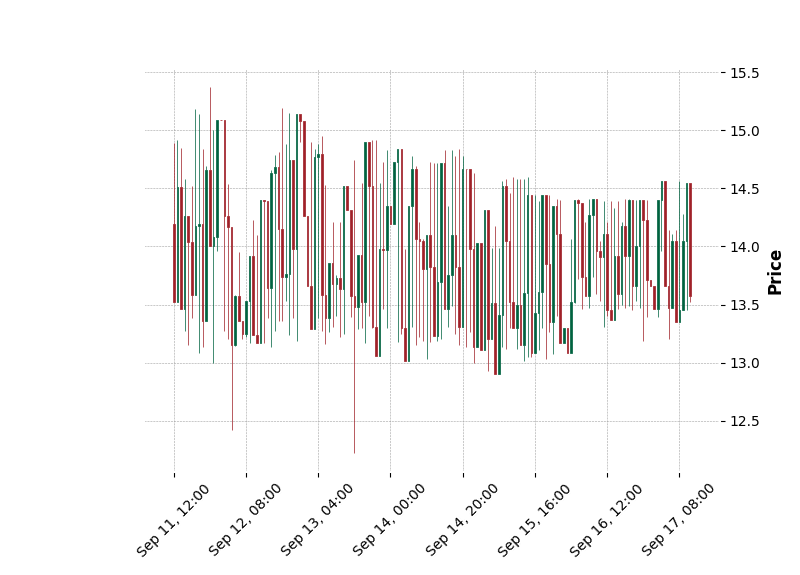 15.5
15.0
14.5
14.0
13.5
13.0
12.5
Price
Sep 11, 12:00
Sep 12, 08:00
Sep 13, 04:00
Sep 14, 00:00
Sep 14, 20:00
Sep 15, 16:00
Sep 16, 12:00
Sep 17, 08:00